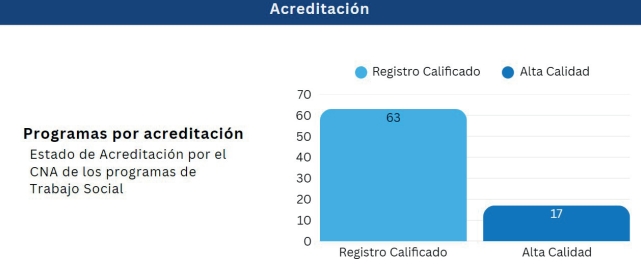 Acreditación
Registro Calificado
Alta Calidad
Programas por acreditación
Estado de Acreditación por el
CNA de los programas de
Trabajo Social
70
60
50
40
30
20
10
0
63
17
Registro Calificado
Alta Calidad